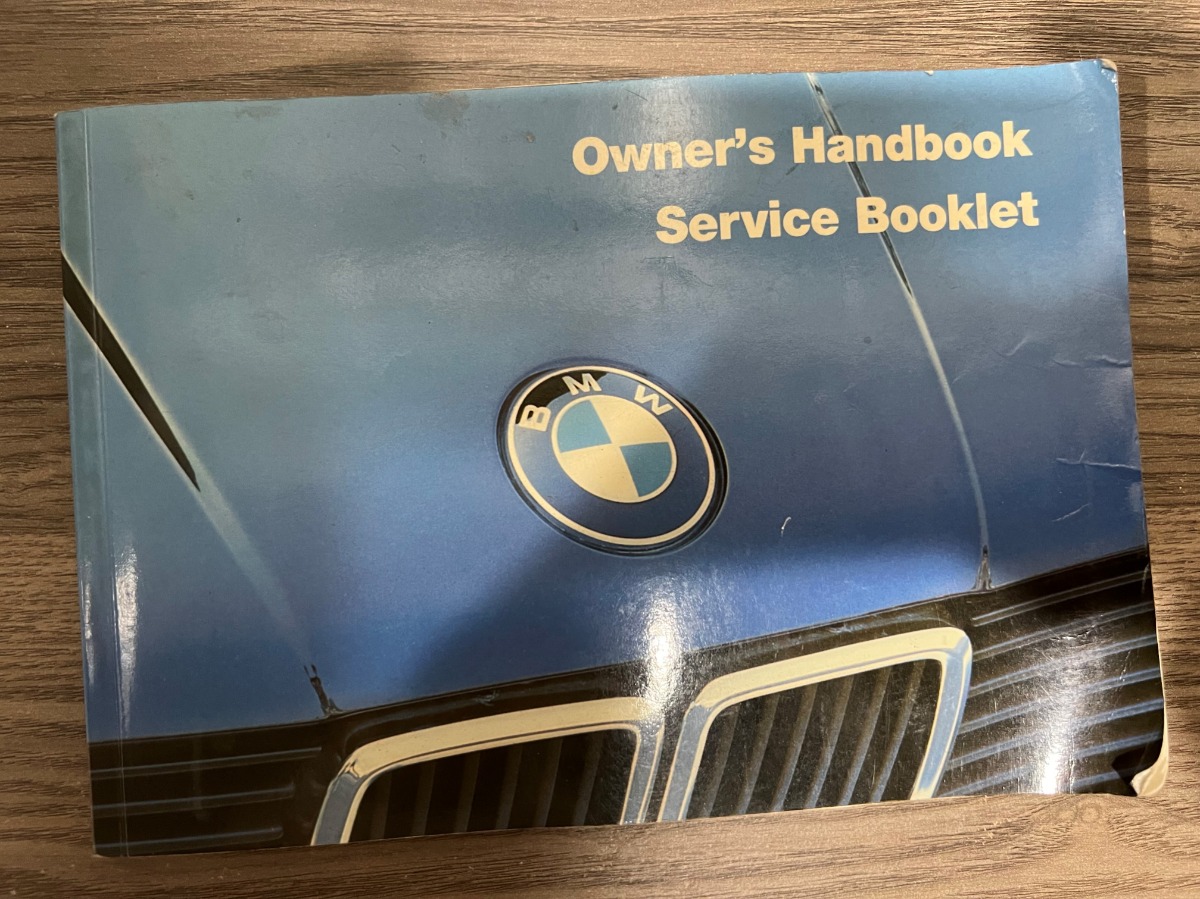 Owner's Handbook
Service Booklet
BMW